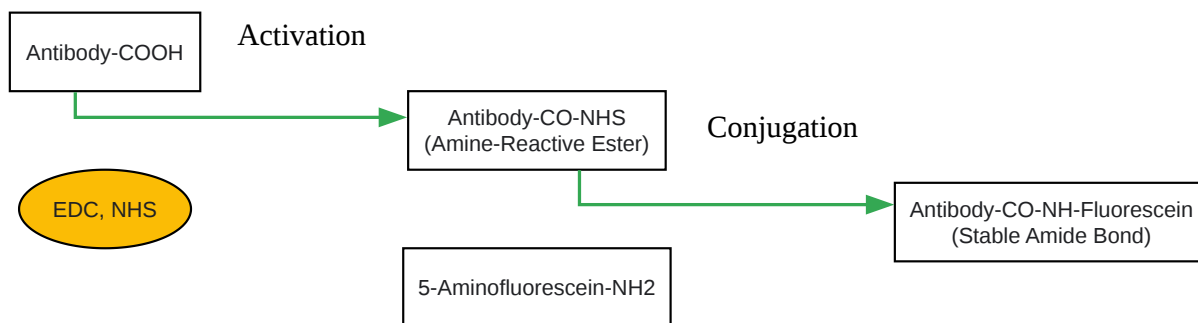 Antibody-COOH
Activation
Antibody-CO-NHS
(Amine-Reactive Ester)
Conjugation
EDC, NHS
Antibody-CO-NH-Fluorescein
(Stable Amide Bond)
5-Aminofluorescein-NH2